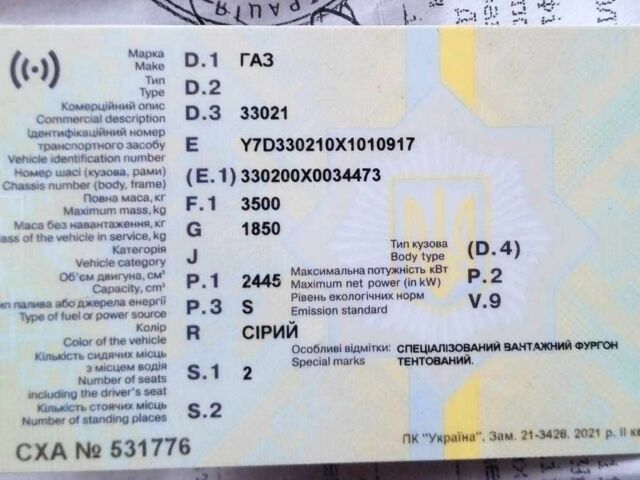 ТРАЦІЯ
Марка
Make D.1 ГАЗ
Тип
Type D.2
Комерційний опис
Commercial description D.3 33021
Ідентифікаційний номер
транспортного засобу E Y7D330210X1010917
Vehicle identification number
Номер шасі (кузова, рами) (E.1) 330200X0034473
Chassis number (body, frame)
Повна маса, кг F.1 3500
Maximum mass, kg
Маса без навантаження, кг G 1850
ass of the vehicle in service, kg
Категорія J
Vehicle category
Тип кузова (D.4)
Body type
Об'єм двигуна, см³ P.1 2445
Capacity, cm³
Максимальна потужність кВт P.2
Maximum net power (in kW)
ип палива або джерела енергії P.3 S
Type of fuel or power source
Рівень екологічних норм V.9
Emission standard
Колір R СІРИЙ
Color of the vehicle
Особливі відмітки: СПЕЦІАЛІЗОВАНИЙ ВАНТАЖНИЙ ФУРГОН
Special marks ТЕНТОВАНИЙ.
Кількість сидячих місць
з місцем водія S.1 2
Number of seats
including the driver's seat
Кількість стоячих місць S.2
Number of standing places
СХА № 531776
ПК "Україна". Зам. 21-3428. 2021 р. ІІ кв